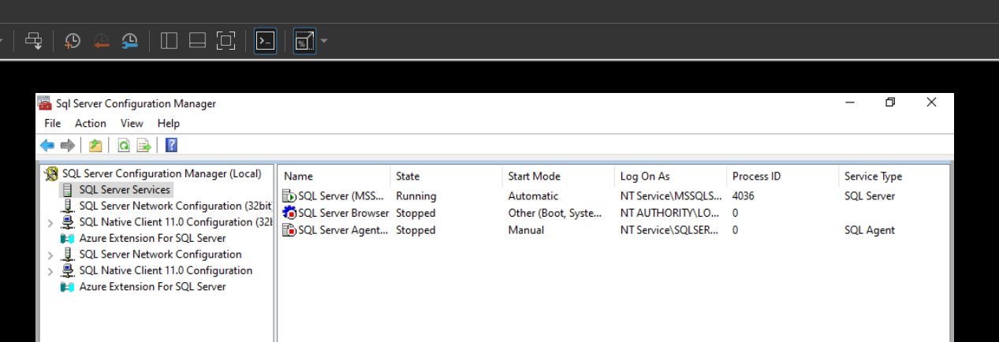 Sql Server Configuration Manager
File Action View Help
SQL Server Configuration Manager (Local)
SQL Server Services
SQL Server Network Configuration (32bit
SQL Native Client 11.0 Configuration (32b
Azure Extension For SQL Server
SQL Server Network Configuration
SQL Native Client 11.0 Configuration
Azure Extension For SQL Server
Name State Start Mode Log On As Process ID Service Type
SQL Server (MSS... Running Automatic NT Service\MSSQLS... 4036 SQL Server
SQL Server Browser Stopped Other (Boot, Syste... NT AUTHORITY\LO... 0
SQL Server Agent... Stopped Manual NT Service\SQLSER... 0 SQL Agent